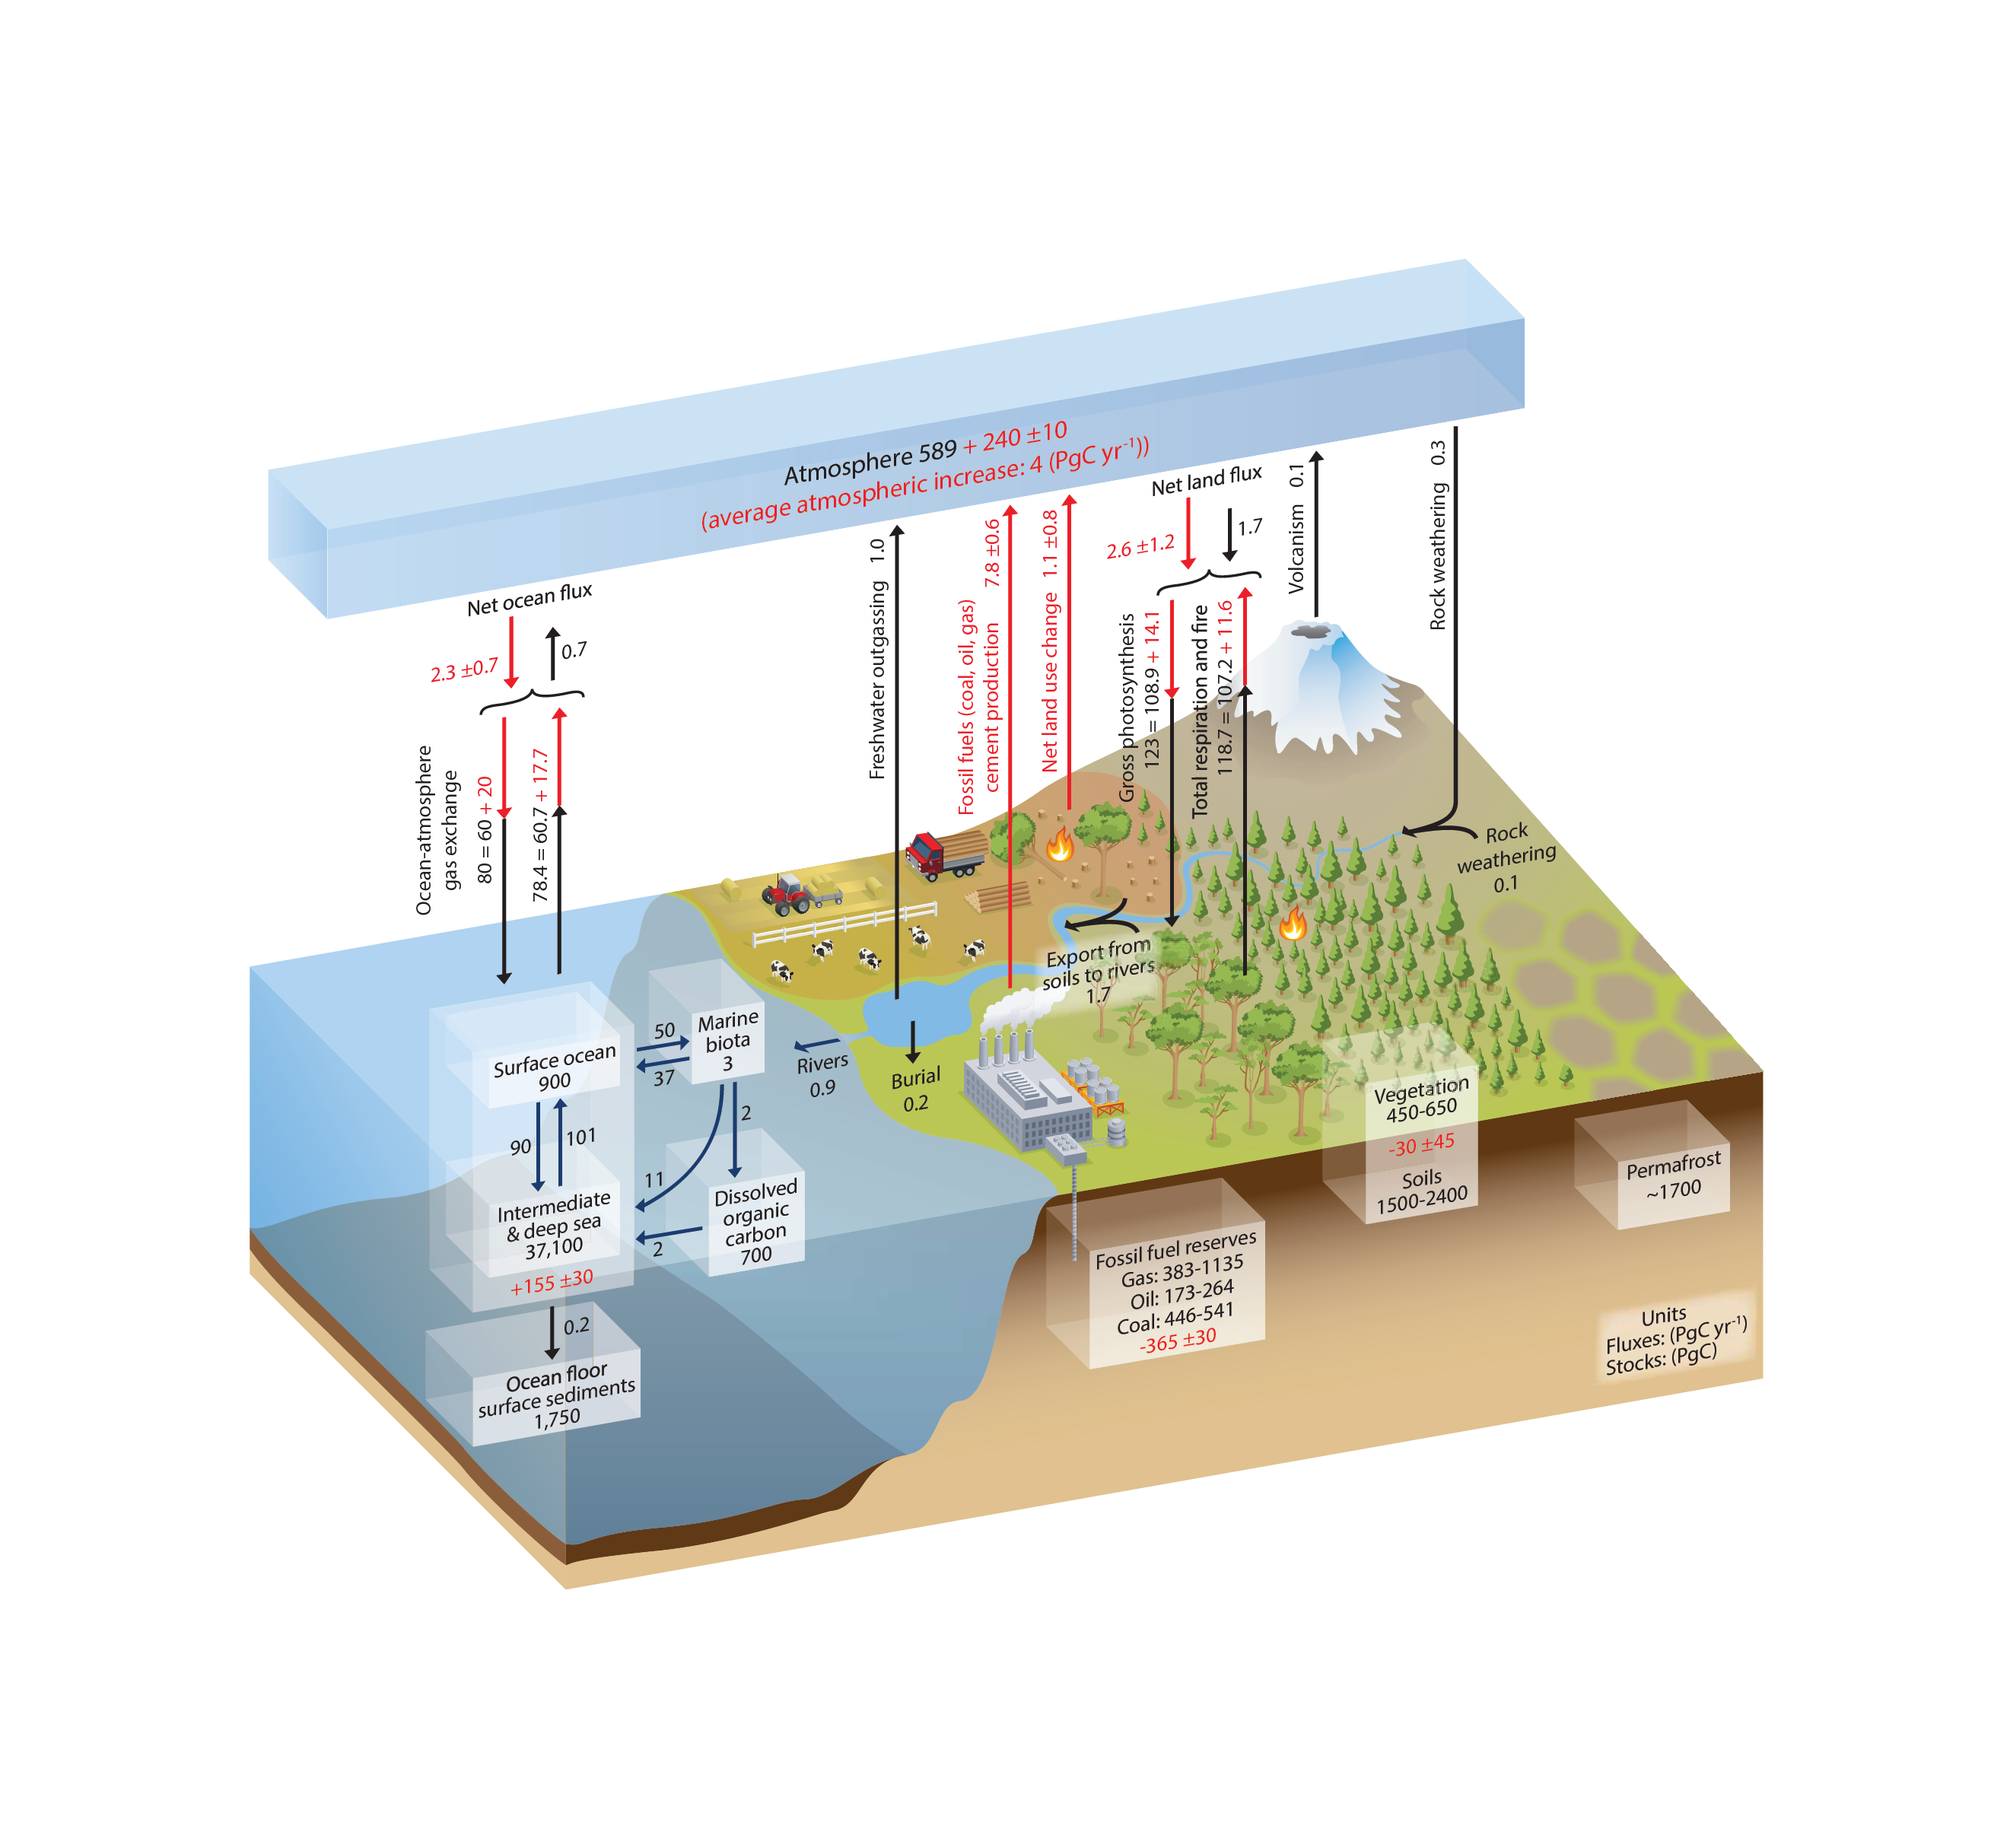 Atmosphere 589 + 240 ±10
(average atmospheric increase: 4 (PgC yr⁻¹))
Net ocean flux
2.3 ±0.7
0.7
Ocean-atmosphere
gas exchange
80 = 60 + 20
78.4 = 60.7 + 17.7
Freshwater outgassing 1.0
Fossil fuels (coal, oil, gas)
cement production 7.8 ±0.6
Net land use change 1.1 ±0.8
Net land flux
2.6 ±1.2
1.7
Gross photosynthesis
123 = 108.9 + 14.1
Total respiration and fire
118.7 = 107.2 + 11.6
Volcanism 0.1
Rock weathering 0.3
Rock
weathering
0.1
Export from
soils to rivers
1.7
Surface ocean
900
50
37
Marine
biota
3
Rivers
0.9
Burial
0.2
90
101
2
11
2
Intermediate
& deep sea
37,100
+155 ±30
Dissolved
organic
carbon
700
0.2
Ocean floor
surface sediments
1,750
Fossil fuel reserves
Gas: 383-1135
Oil: 173-264
Coal: 446-541
-365 ±30
Vegetation
450-650
-30 ±45
Soils
1500-2400
Permafrost
~1700
Units
Fluxes: (PgC yr⁻¹)
Stocks: (PgC)